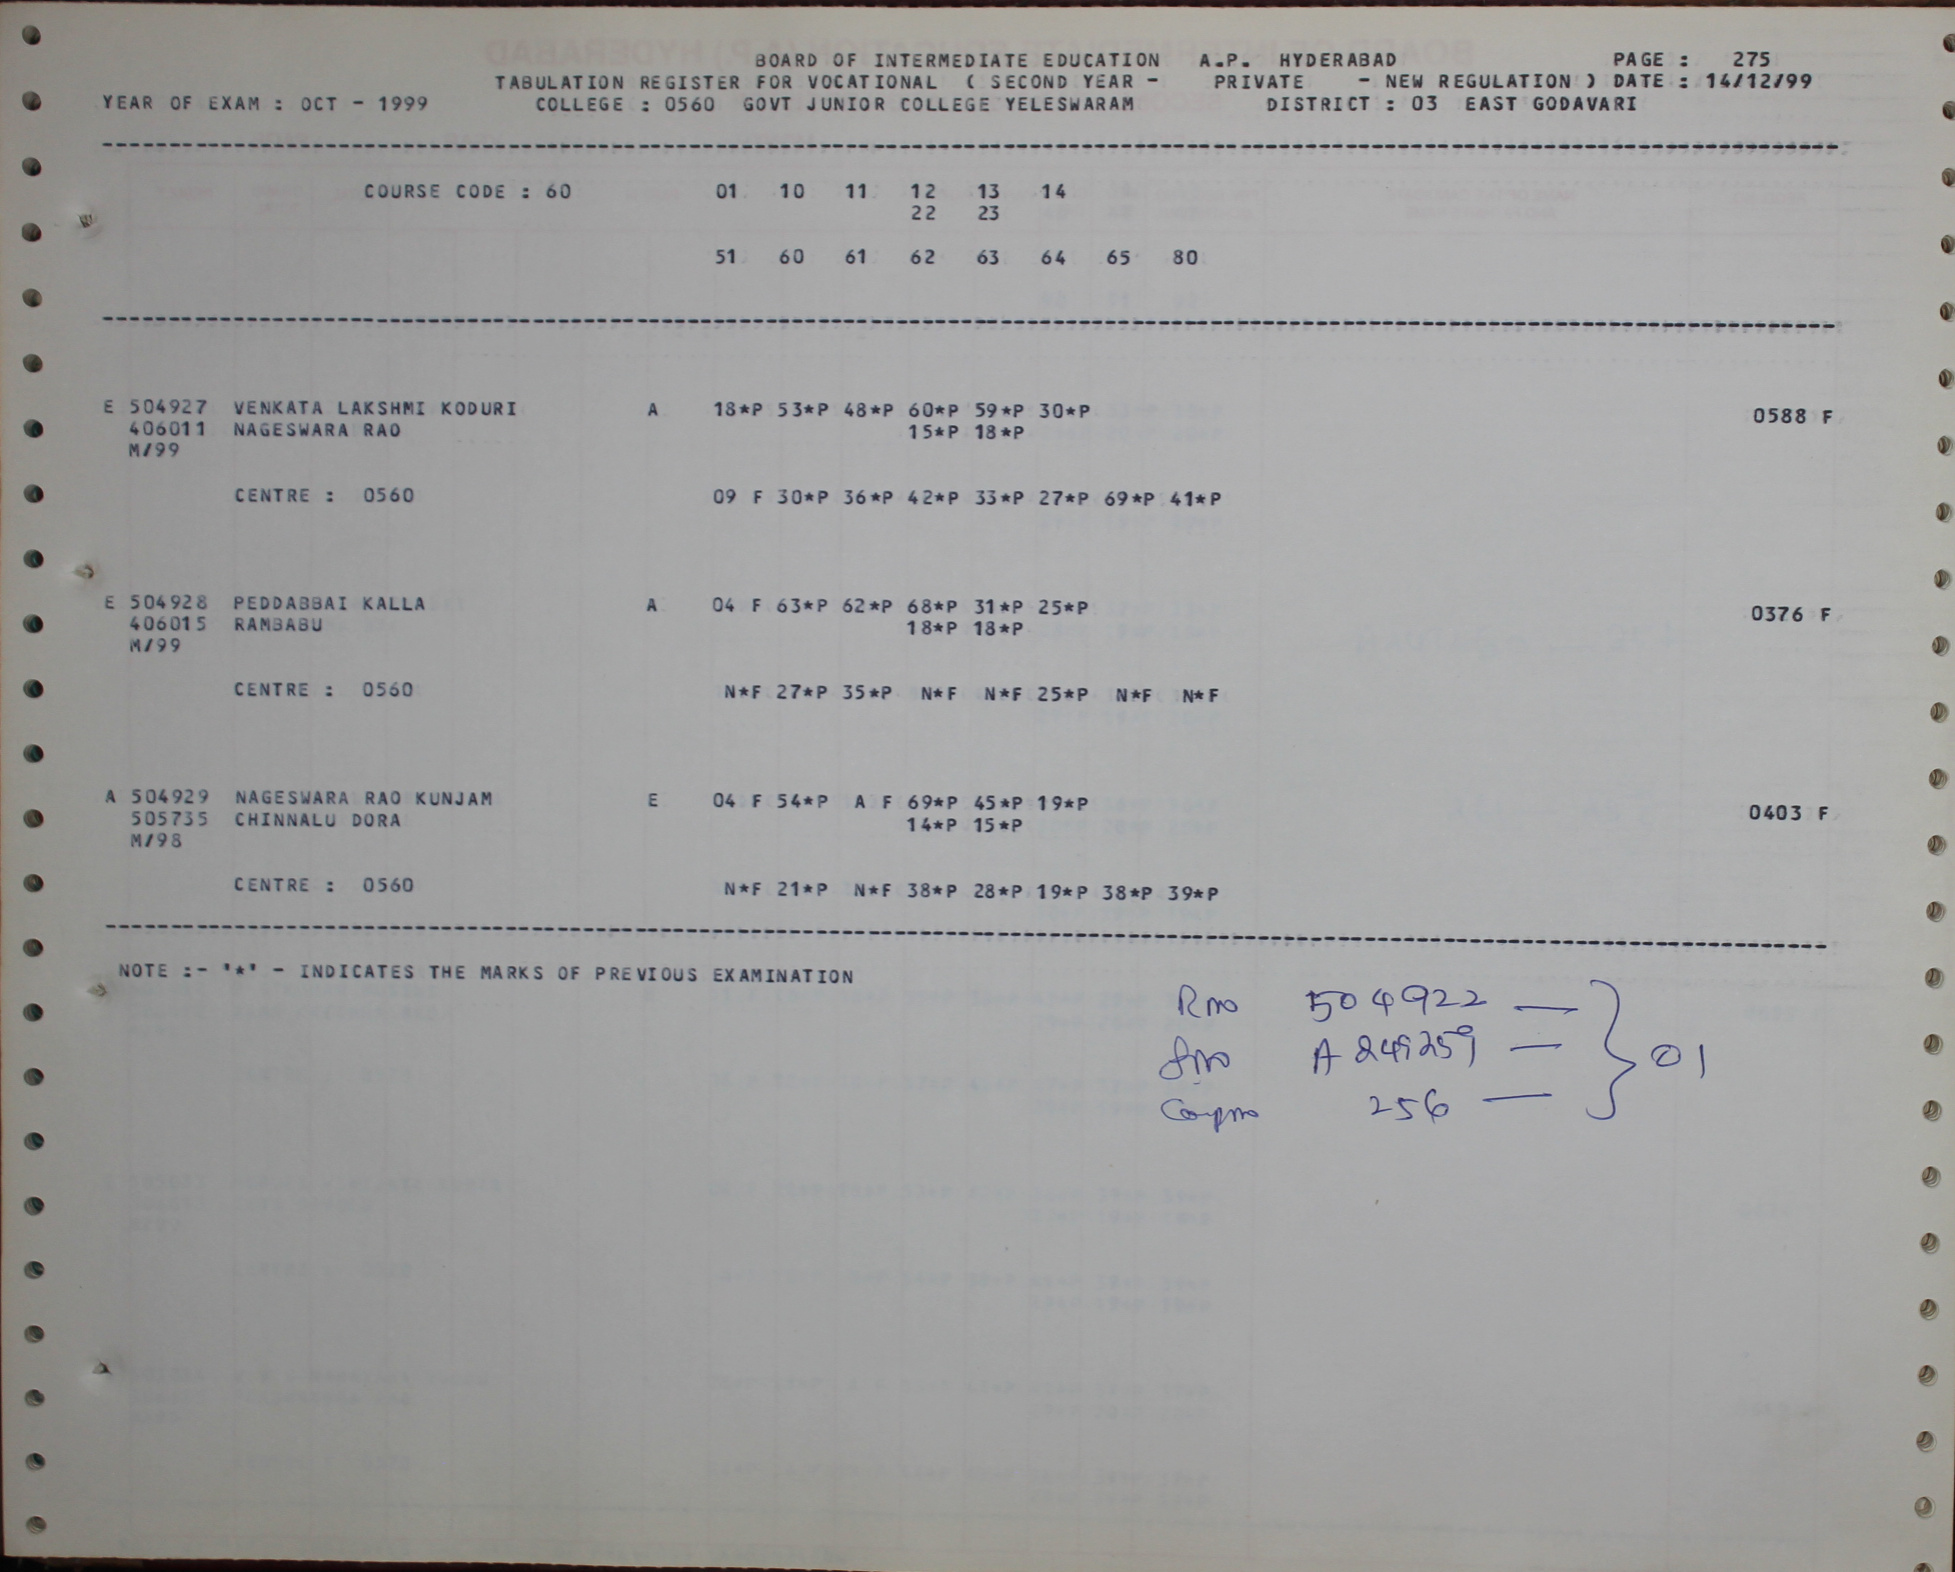 BOARD OF INTERMEDIATE EDUCATION A.P. HYDERABAD PAGE : 275
TABULATION REGISTER FOR VOCATIONAL ( SECOND YEAR - PRIVATE - NEW REGULATION ) DATE : 14/12/99
YEAR OF EXAM : OCT - 1999 COLLEGE : 0560 GOVT JUNIOR COLLEGE YELESWARAM DISTRICT : 03 EAST GODAVARI
COURSE CODE : 60 01 10 11 12 13 14
22 23
51 60 61 62 63 64 65 80
E 504927 VENKATA LAKSHMI KODURI A 18*P 53*P 48*P 60*P 59*P 30*P 0588 F
406011 NAGESWARA RAO 15*P 18*P
M/99
CENTRE : 0560 09 F 30*P 36*P 42*P 33*P 27*P 69*P 41*P
E 504928 PEDDABBAI KALLA A 04 F 63*P 62*P 68*P 31*P 25*P 0376 F
406015 RAMBABU 18*P 18*P
M/99
CENTRE : 0560 N*F 27*P 35*P N*F N*F 25*P N*F N*F
A 504929 NAGESWARA RAO KUNJAM E 04 F 54*P A F 69*P 45*P 19*P 0403 F
505735 CHINNALU DORA 14*P 15*P
M/98
CENTRE : 0560 N*F 21*P N*F 38*P 28*P 19*P 38*P 39*P
NOTE :- '*' - INDICATES THE MARKS OF PREVIOUS EXAMINATION
Rno 504922 —
Sno A 249259 — } 01
256 —